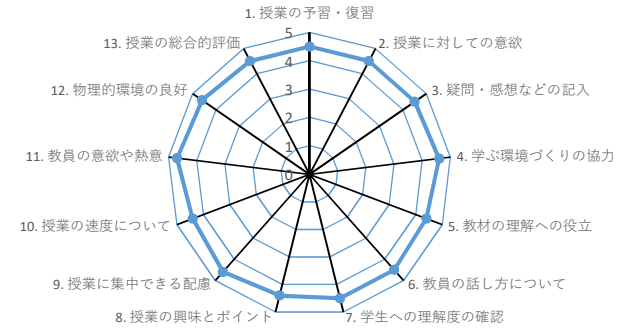 1. 授業の予習・復習
2. 授業に対しての意欲
3. 疑問・感想などの記入
4. 学ぶ環境づくりの協力
5. 教材の理解への役立
6. 教員の話し方について
7. 学生への理解度の確認
8. 授業の興味とポイント
9. 授業に集中できる配慮
10. 授業の速度について
11. 教員の意欲や熱意
12. 物理的環境の良好
13. 授業の総合的評価
5
4
3
2
1
0